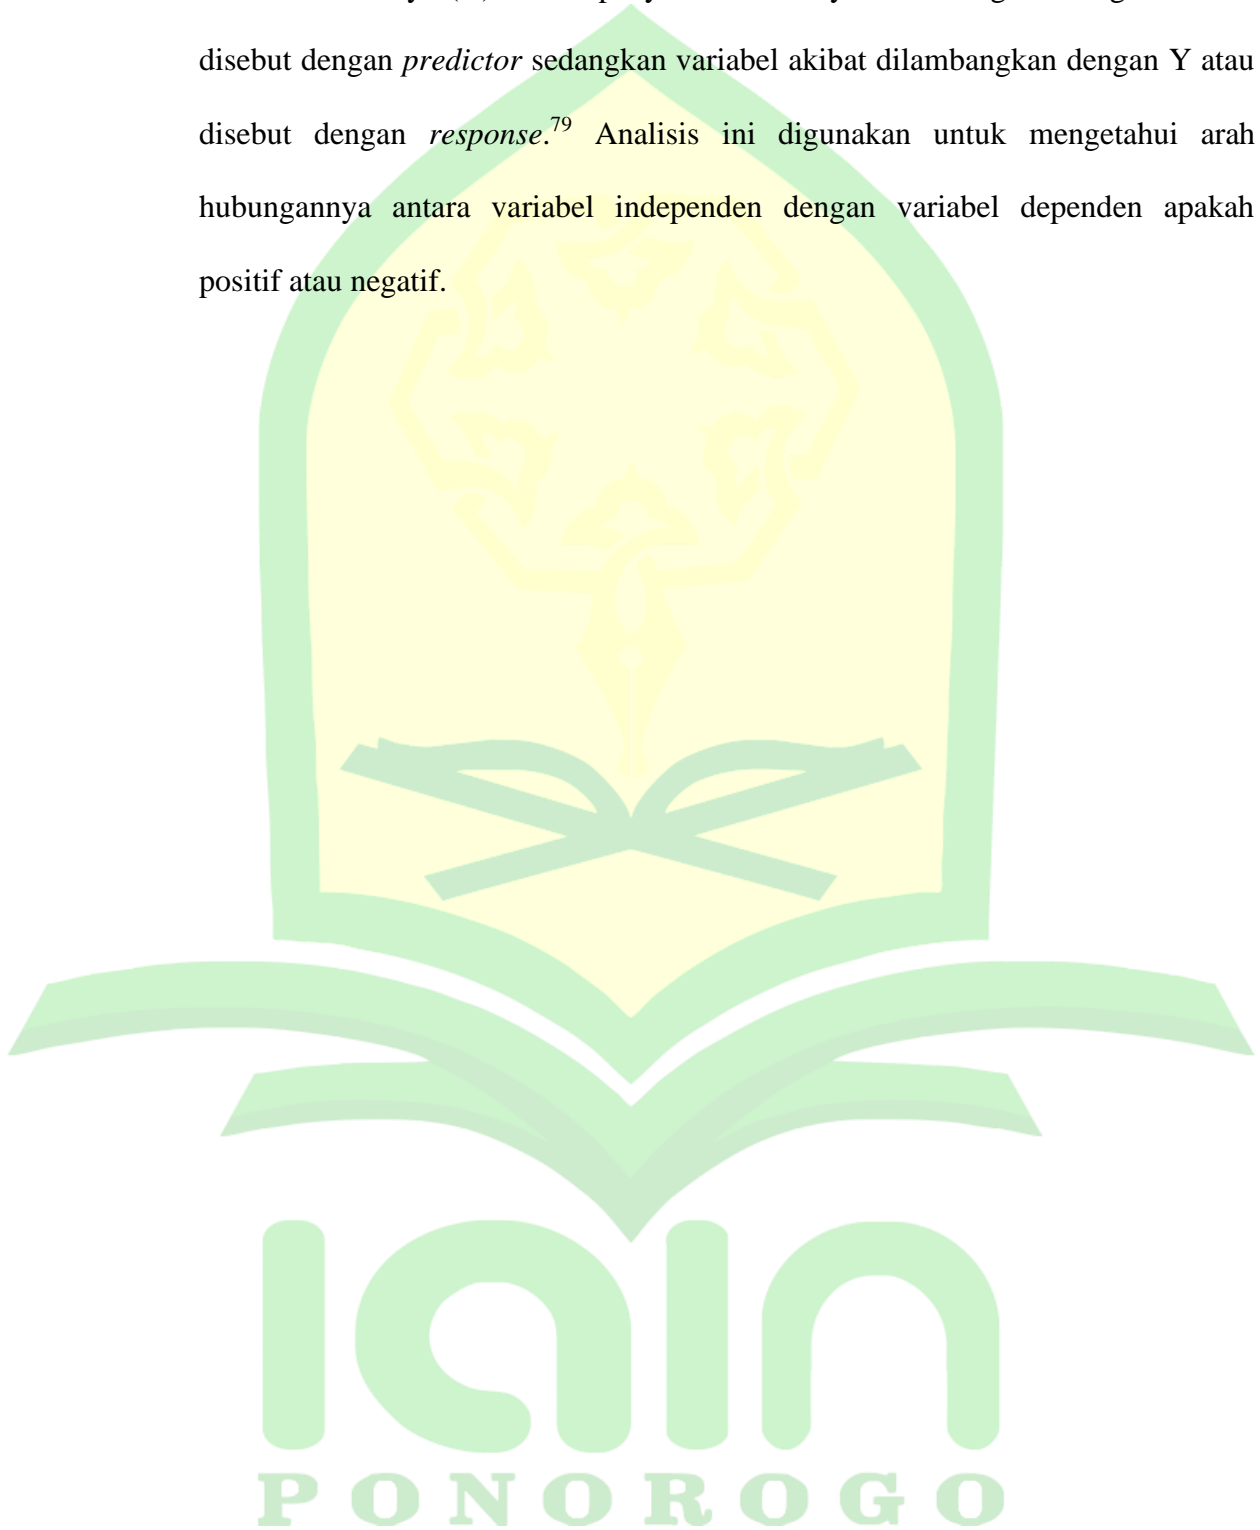 disebut dengan predictor sedangkan variabel akibat dilambangkan dengan Y atau
disebut dengan response.79 Analisis ini digunakan untuk mengetahui arah
hubungannya antara variabel independen dengan variabel dependen apakah
positif atau negatif.
IAIN
PONOROGO